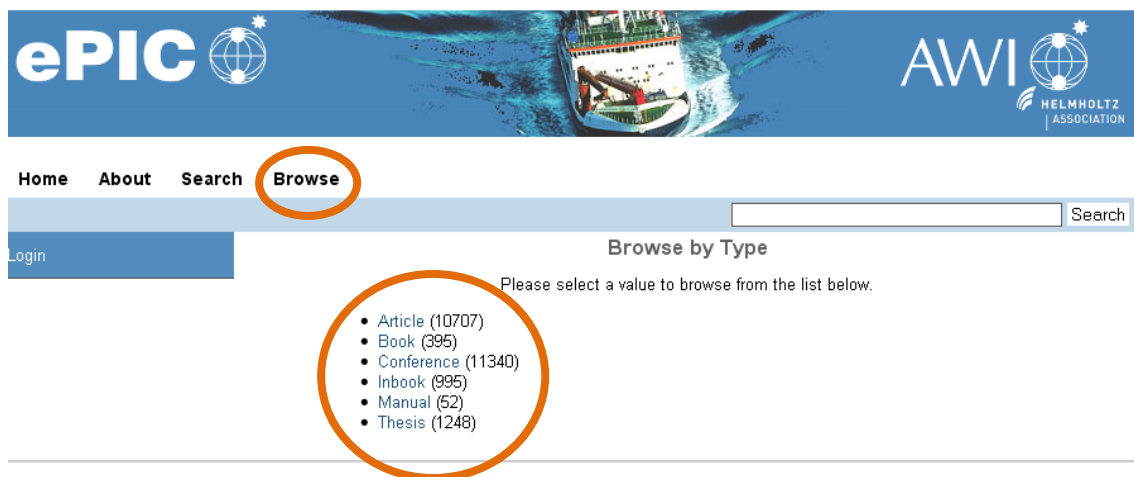 ePIC
AWI
HELMHOLTZ
ASSOCIATION
Home About Search Browse
Search
Login
Browse by Type
Please select a value to browse from the list below.
• Article (10707)
• Book (395)
• Conference (11340)
• Inbook (995)
• Manual (52)
• Thesis (1248)